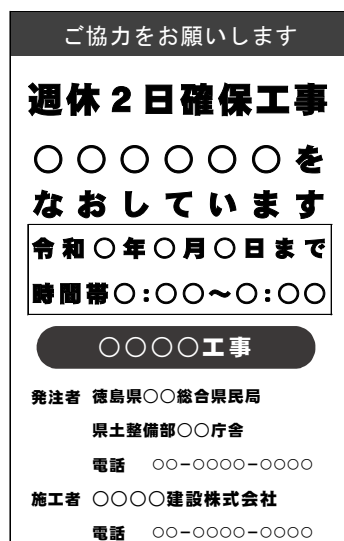 ご協力をお願いします
週休２日確保工事
○○○○○○を
なおしています
令和○年○月○日まで
時間帯○:○○~○:○○
○○○○工事
発注者 徳島県○○総合県民局
県土整備部○○庁舎
電話 ○○-○○○○-○○○○
施工者 ○○○○建設株式会社
電話 ○○-○○○○-○○○○